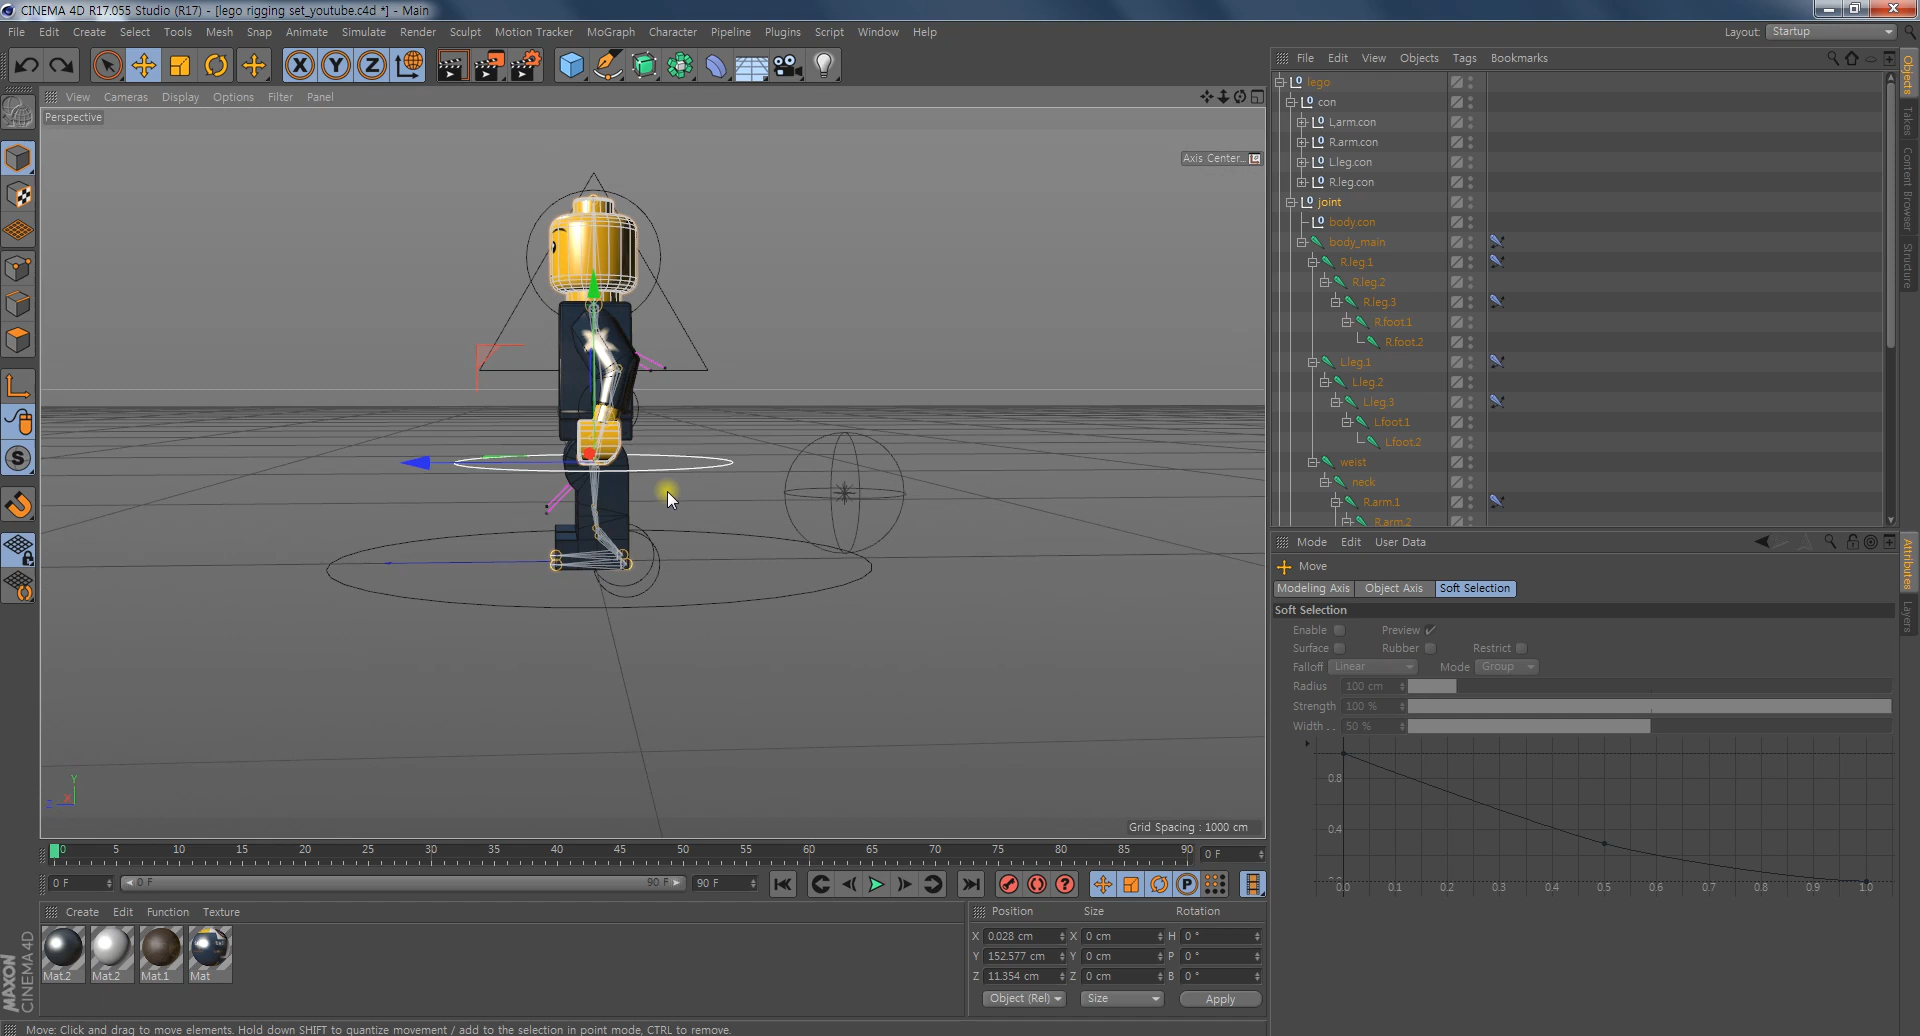 CINEMA 4D R17.055 Studio (R17) - [lego rigging set_youtube.c4d *] - Main
File Edit Create Select Tools Mesh Snap Animate Simulate Render Sculpt Motion Tracker MoGraph Character Pipeline Plugins Script Window Help
Layout: Startup
View Cameras Display Options Filter Panel
Perspective
Axis Center...
Y
X
Z
Grid Spacing : 1000 cm
File Edit View Objects Tags Bookmarks
lego
con
L,arm.con
R.arm.con
L.leg.con
R.leg.con
joint
body.con
body_main
R.leg.1
R.leg.2
R.leg.3
R.foot.1
R.foot.2
L.leg.1
L.leg.2
L.leg.3
L.foot.1
L.foot.2
weist
neck
R.arm.1
R.arm.2
Objects
Takes
Content Browser
Structure
Mode Edit User Data
Move
Modeling Axis Object Axis Soft Selection
Soft Selection
Enable Preview
Surface Rubber Restrict
Falloff Linear Mode Group
Radius 100 cm
Strength 100 %
Width . . 50 %
0.8
0.4
0.0 0.1 0.2 0.3 0.4 0.5 0.6 0.7 0.8 0.9 1.0
Attributes
Layers
0 5 10 15 20 25 30 35 40 45 50 55 60 65 70 75 80 85 90 0 F
0 F 0 F 90 F 90 F
Create Edit Function Texture
Mat.2 Mat.2 Mat.1 Mat
Position Size Rotation
X 0.028 cm X 0 cm H 0 °
Y 152.577 cm Y 0 cm P 0 °
Z 11.354 cm Z 0 cm B 0 °
Object (Rel) Size Apply
MAXON
CINEMA 4D
Move: Click and drag to move elements. Hold down SHIFT to quantize movement / add to the selection in point mode, CTRL to remove.